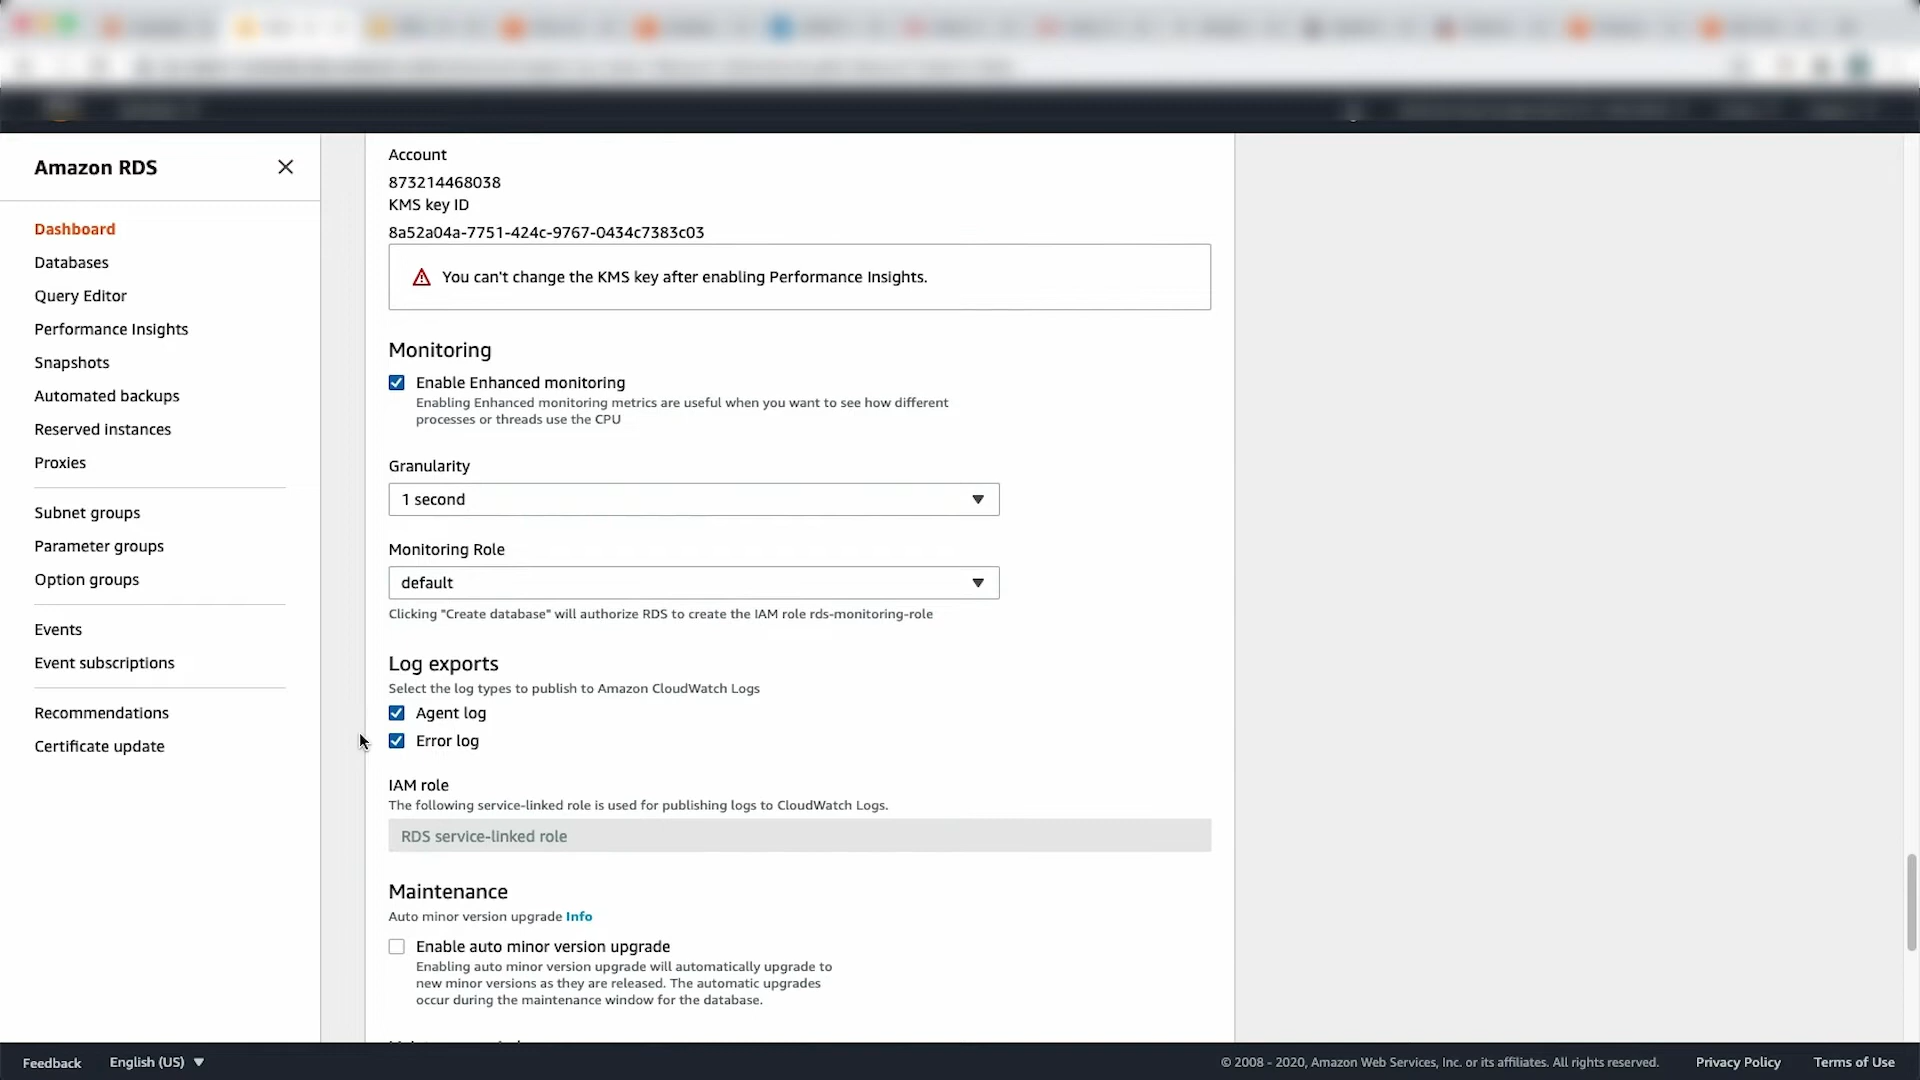 Amazon RDS
Dashboard
Databases
Query Editor
Performance Insights
Snapshots
Automated backups
Reserved instances
Proxies
Subnet groups
Parameter groups
Option groups
Events
Event subscriptions
Recommendations
Certificate update
Account
873214468038
KMS key ID
8a52a04a-7751-424c-9767-0434c7383c03
You can't change the KMS key after enabling Performance Insights.
Monitoring
Enable Enhanced monitoring
Enabling Enhanced monitoring metrics are useful when you want to see how different
processes or threads use the CPU
Granularity
1 second
Monitoring Role
default
Clicking "Create database" will authorize RDS to create the IAM role rds-monitoring-role
Log exports
Select the log types to publish to Amazon CloudWatch Logs
Agent log
Error log
IAM role
The following service-linked role is used for publishing logs to CloudWatch Logs.
RDS service-linked role
Maintenance
Auto minor version upgrade Info
Enable auto minor version upgrade
Enabling auto minor version upgrade will automatically upgrade to
new minor versions as they are released. The automatic upgrades
occur during the maintenance window for the database.
Feedback English (US) © 2008 - 2020, Amazon Web Services, Inc. or its affiliates. All rights reserved. Privacy Policy Terms of Use